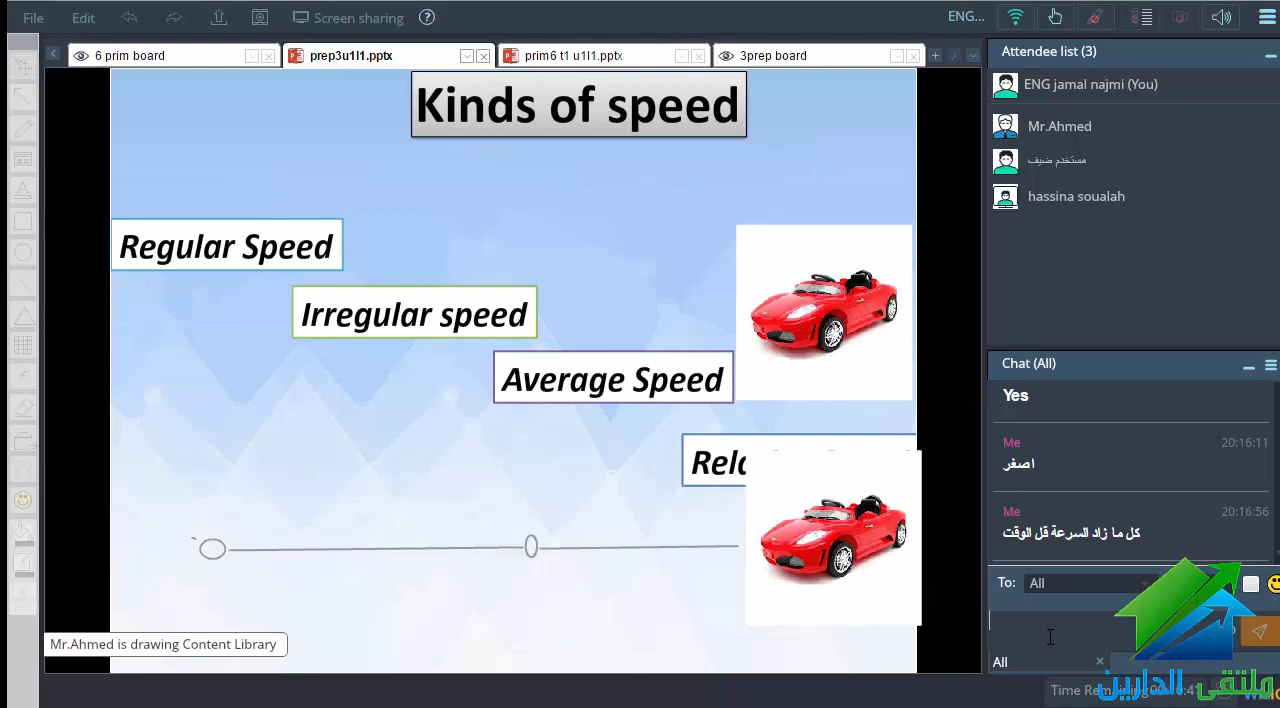 File Edit Screen sharing ENG...
6 prim board
prep3u1l1.pptx
prim6 t1 u1l1.pptx
3prep board
Kinds of speed
Regular Speed
Irregular speed
Average Speed
Mr.Ahmed is drawing Content Library
Attendee list (3)
ENG jamal najmi (You)
Mr.Ahmed
مستخدم ضيف
hassina soualah
Chat (All)
Yes
Me 20:16:11
اصغر
Me 20:16:56
كل ما زاد السرعة قل الوقت
To: All
All
ملتقى الدارين